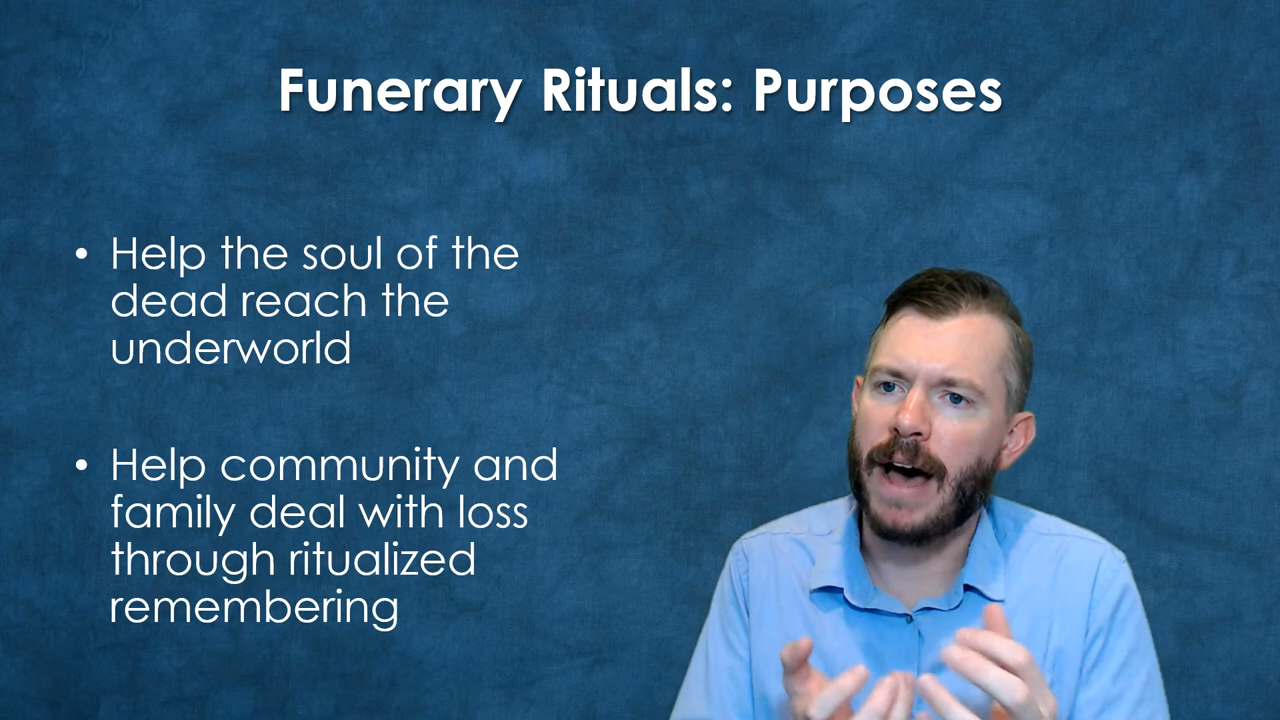 Funerary Rituals: Purposes
• Help the soul of the
dead reach the
underworld
• Help community and
family deal with loss
through ritualized
remembering